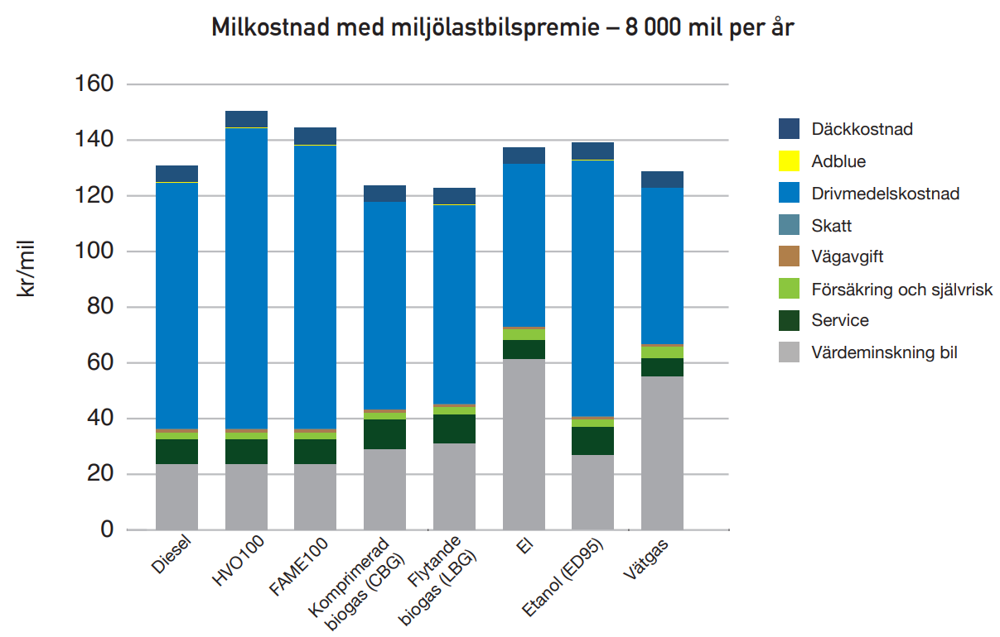 Milkostnad med miljölastbilspremie – 8 000 mil per år
kr/mil
160
140
120
100
80
60
40
20
0
Diesel
HVO100
FAME100
Komprimerad
biogas (CBG)
Flytande
biogas (LBG)
El
Etanol (ED95)
Vätgas
Däckkostnad
Adblue
Drivmedelskostnad
Skatt
Vägavgift
Försäkring och självrisk
Service
Värdeminskning bil